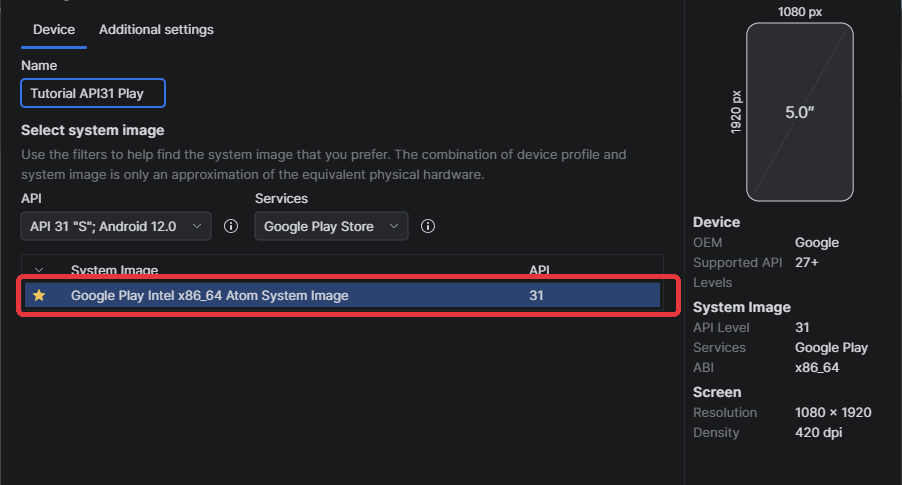 Device Additional settings
Name
Tutorial API31 Play
Select system image
Use the filters to help find the system image that you prefer. The combination of device profile and
system image is only an approximation of the equivalent physical hardware.
API Services
API 31 "S"; Android 12.0 Google Play Store
System Image API
Google Play Intel x86_64 Atom System Image 31
1080 px
1920 px
5.0″
Device
OEM Google
Supported API 27+
Levels
System Image
API Level 31
Services Google Play
ABI x86_64
Screen
Resolution 1080 × 1920
Density 420 dpi